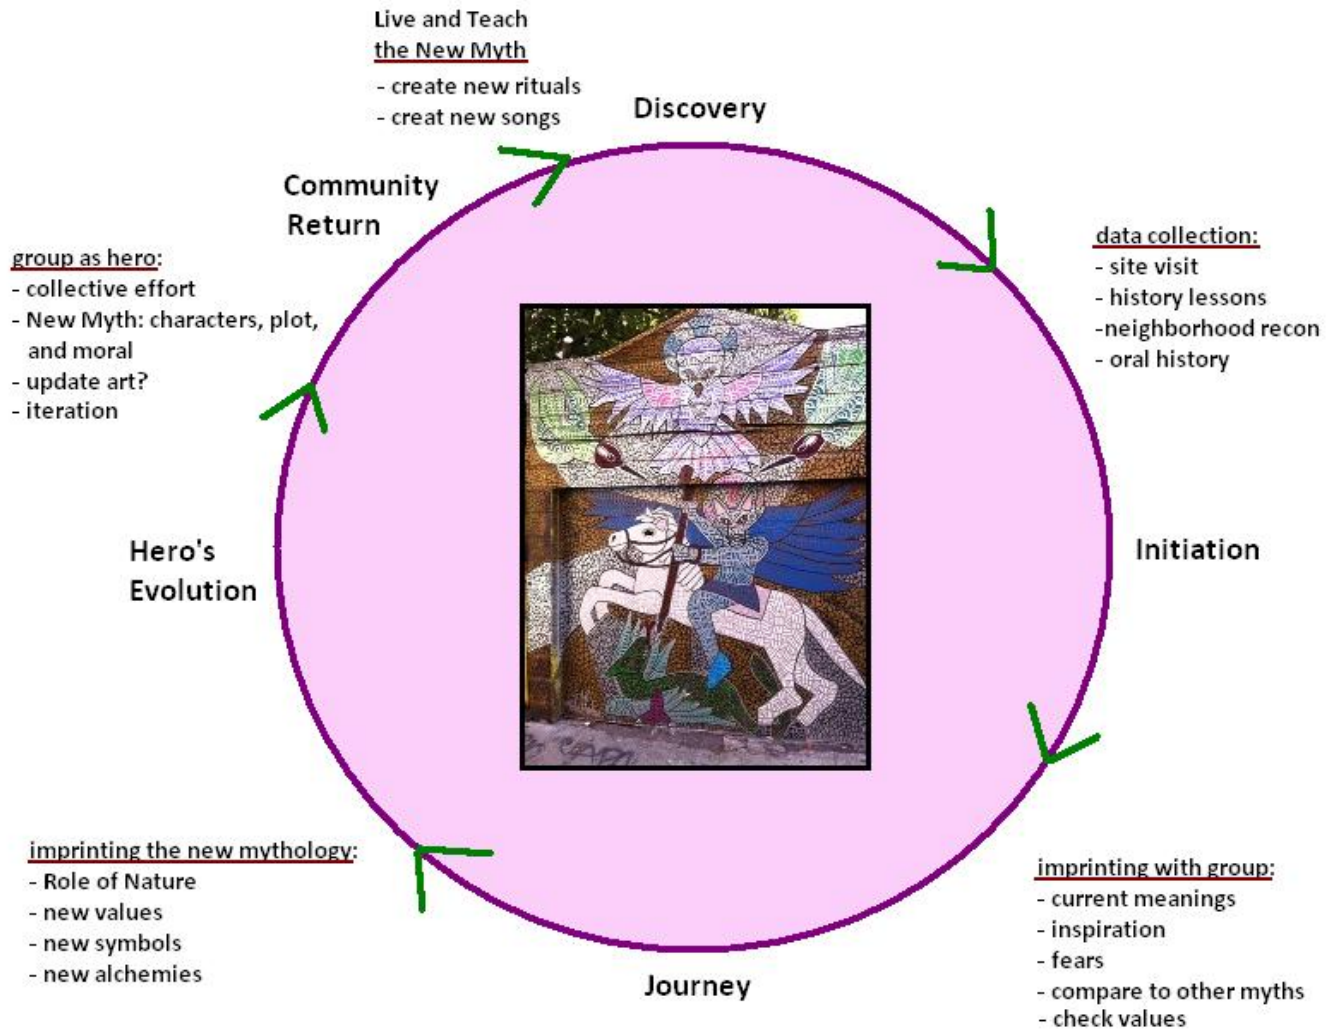 Live and Teach
the New Myth
- create new rituals
- creat new songs
Discovery
Community
Return
data collection:
- site visit
- history lessons
-neighborhood recon
- oral history
group as hero:
- collective effort
- New Myth: characters, plot,
and moral
- update art?
- iteration
Hero's
Evolution
Initiation
imprinting the new mythology:
- Role of Nature
- new values
- new symbols
- new alchemies
Journey
imprinting with group:
- current meanings
- inspiration
- fears
- compare to other myths
- check values